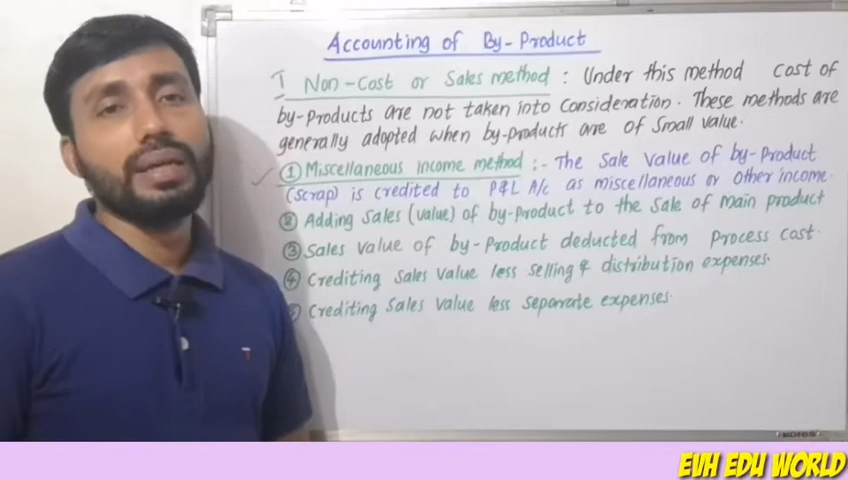 Accounting of By-Product
I Non-Cost or Sales method : Under this method cost of
by-Products are not taken into Consideration. These methods are
generally adopted when by-products are of Small value.
① Miscellaneous income method :- The Sale value of by-Product
(Scrap) is credited to P&L A/c as miscellaneous or other income.
② Adding Sales (value) of by-product to the Sale of main product
③ Sales value of by-Product deducted from Process Cost.
④ Crediting Sales value less selling & distribution expenses.
⑤ Crediting Sales value less Separate expenses.
KORES
EVH EDU WORLD